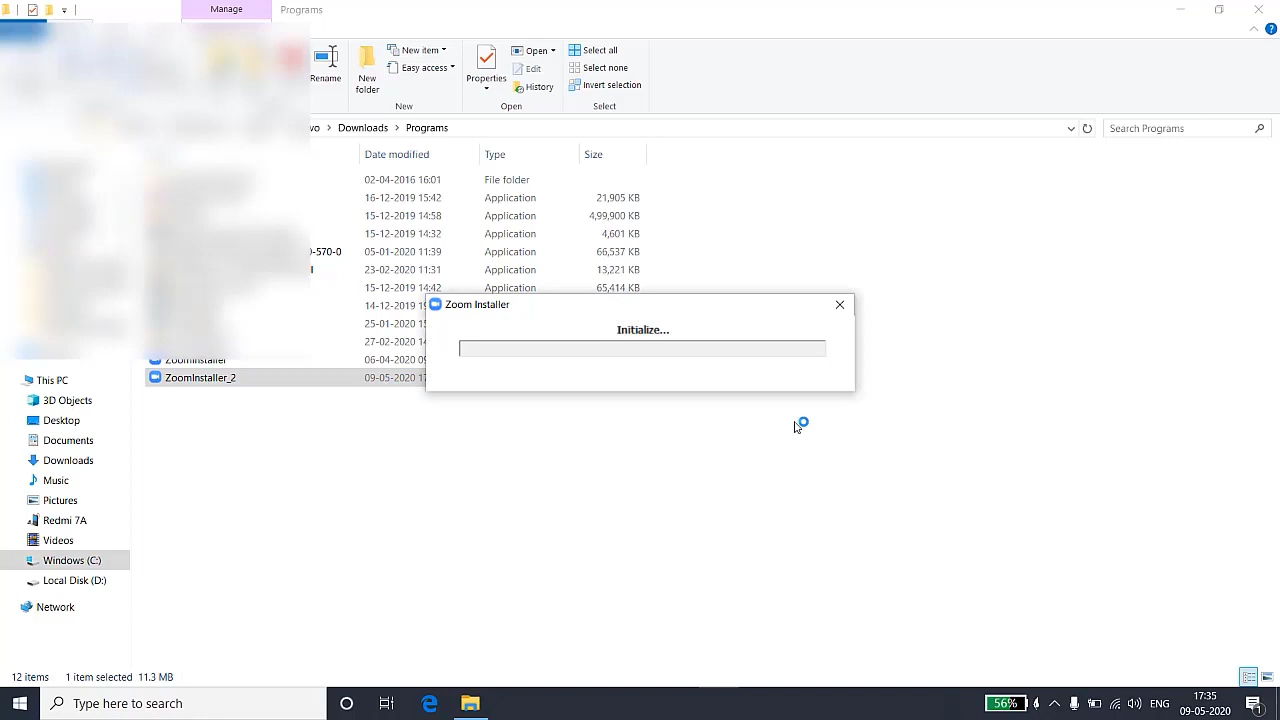 Manage
Programs
Rename
New folder
New item
Easy access
New
Properties
Open
Edit
History
Open
Select all
Select none
Invert selection
Select
vo > Downloads > Programs
Search Programs
Date modified Type Size
02-04-2016 16:01 File folder
16-12-2019 15:42 Application 21,905 KB
15-12-2019 14:58 Application 4,99,900 KB
15-12-2019 14:32 Application 4,601 KB
0-570-0 05-01-2020 11:39 Application 66,537 KB
23-02-2020 11:31 Application 13,221 KB
15-12-2019 14:42 Application 65,414 KB
14-12-2019 19
25-01-2020 15
27-02-2020 14
ZoomInstaller 06-04-2020 09
ZoomInstaller_2 09-05-2020 17
Zoom Installer
Initialize...
This PC
3D Objects
Desktop
Documents
Downloads
Music
Pictures
Redmi 7A
Videos
Windows (C:)
Local Disk (D:)
Network
12 items 1 item selected 11.3 MB
Type here to search
56%
ENG
17:35
09-05-2020
1